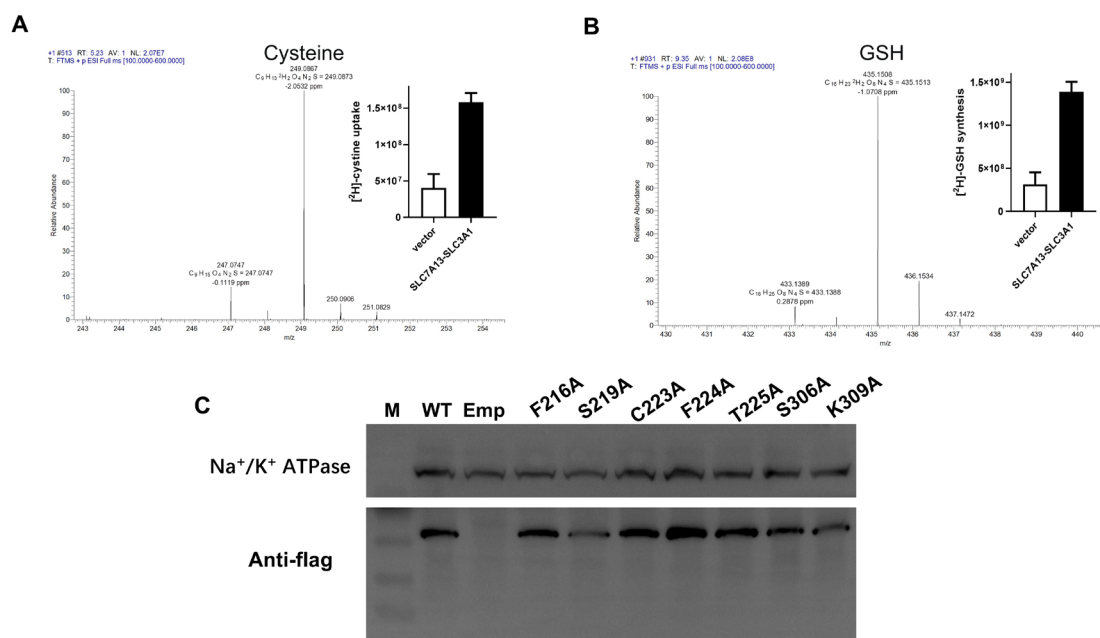 A
+1 #513 RT: 5.23 AV: 1 NL: 2.07E7
T: FTMS + p ESI Full ms [100.0000-600.0000]
Cysteine
249.0867
C₉ H₁₃ ²H₂ O₄ N₂ S = 249.0873
-2.0532 ppm
100
90
80
70
60
50
40
30
20
10
0
Relative Abundance
247.0747
C₉ H₁₅ O₄ N₂ S = 247.0747
-0.1119 ppm
250.0906
251.0829
243 244 245 246 247 248 249 250 251 252 253 254
m/z
[²H]-cystine uptake
1.5×10⁸
1×10⁸
5×10⁷
0
vector
SLC7A13-SLC3A1
B
+1 #931 RT: 9.35 AV: 1 NL: 2.08E8
T: FTMS + p ESI Full ms [100.0000-600.0000]
GSH
435.1508
C₁₆ H₂₃ ²H₂ O₈ N₄ S = 435.1513
-1.0708 ppm
100
90
80
70
60
50
40
30
20
10
0
Relative Abundance
433.1389
C₁₆ H₂₅ O₈ N₄ S = 433.1388
0.2878 ppm
436.1534
437.1472
430 431 432 433 434 435 436 437 438 439 440
m/z
[²H]-GSH synthesis
1.5×10⁹
1×10⁹
5×10⁸
0
vector
SLC7A13-SLC3A1
C
M WT Emp F216A S219A C223A F224A T225A S306A K309A
Na⁺/K⁺ ATPase
Anti-flag